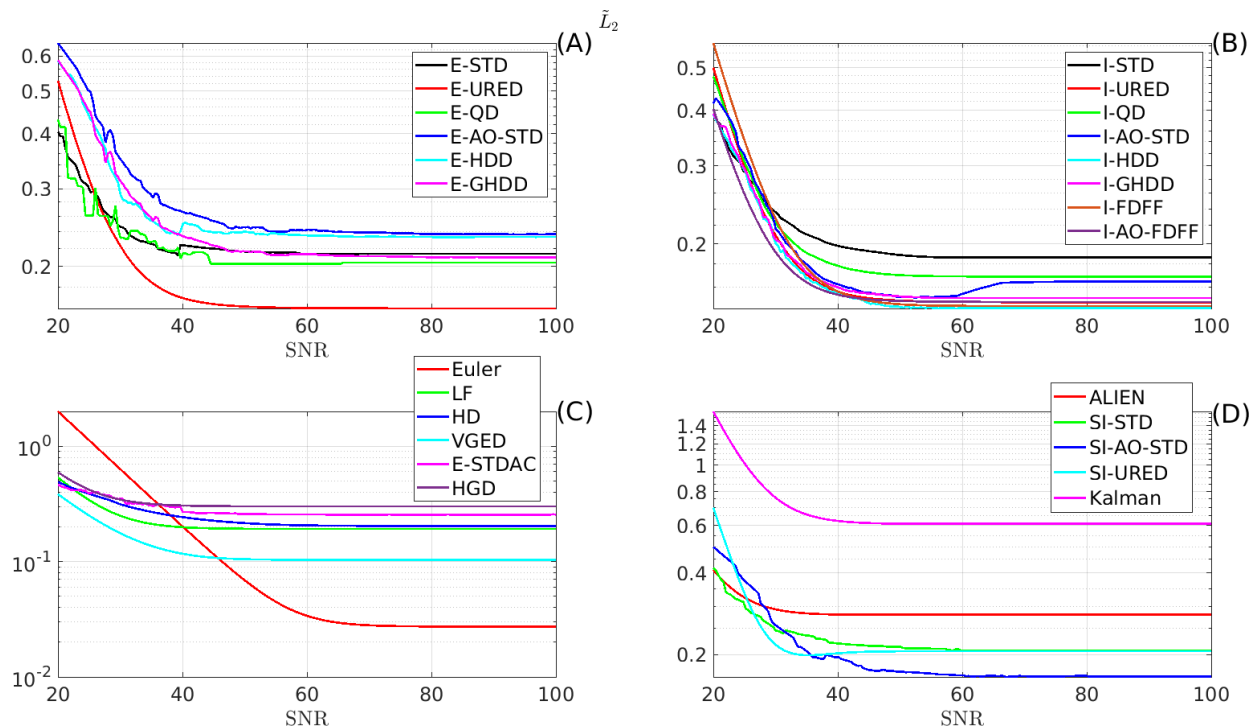 L̃₂
(A)
0.6
0.5
0.4
0.3
0.2
E-STD
E-URED
E-QD
E-AO-STD
E-HDD
E-GHDD
20 40 60 80 100
SNR
(B)
0.5
0.4
0.3
0.2
I-STD
I-URED
I-QD
I-AO-STD
I-HDD
I-GHDD
I-FDFF
I-AO-FDFF
20 40 60 80 100
SNR
(C)
Euler
LF
HD
VGED
E-STDAC
HGD
10⁰
10⁻¹
10⁻²
20 40 60 80 100
SNR
(D)
ALIEN
SI-STD
SI-AO-STD
SI-URED
Kalman
1.4
1.2
1
0.8
0.6
0.4
0.2
20 40 60 80 100
SNR